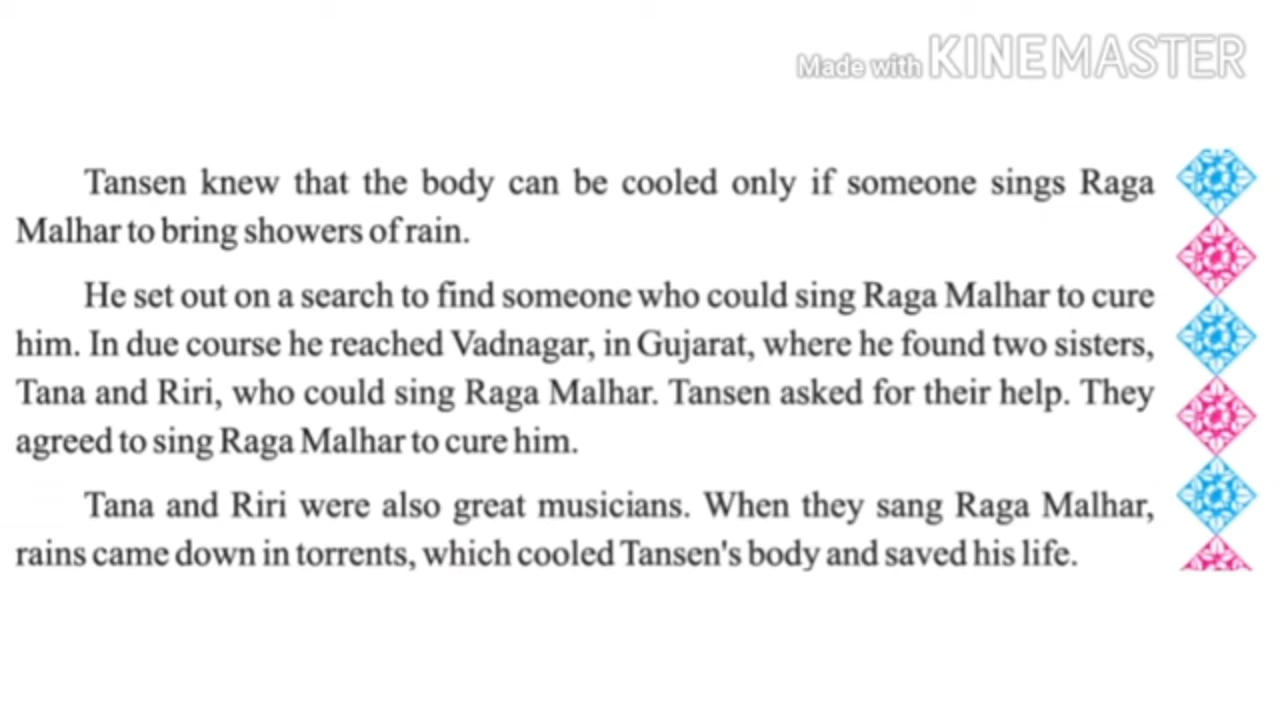 Made with KINEMASTER
Tansen knew that the body can be cooled only if someone sings Raga
Malhar to bring showers of rain.
He set out on a search to find someone who could sing Raga Malhar to cure
him. In due course he reached Vadnagar, in Gujarat, where he found two sisters,
Tana and Riri, who could sing Raga Malhar. Tansen asked for their help. They
agreed to sing Raga Malhar to cure him.
Tana and Riri were also great musicians. When they sang Raga Malhar,
rains came down in torrents, which cooled Tansen's body and saved his life.